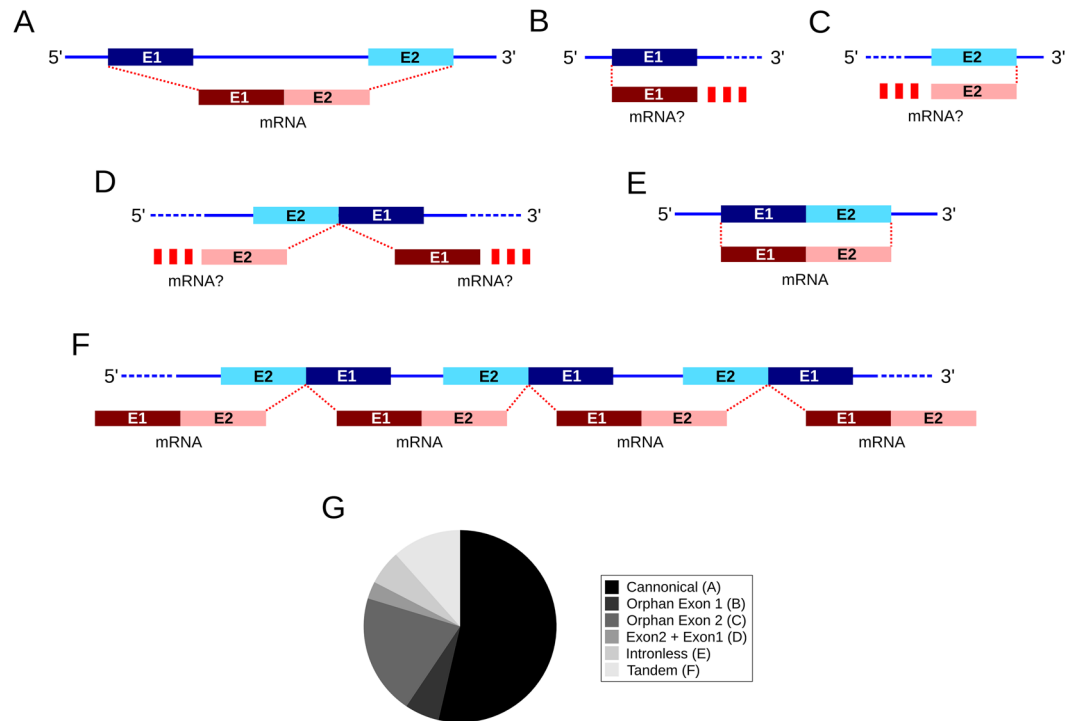 A
5' E1 E2 3'
E1 E2
mRNA
B
5' E1 3'
E1
mRNA?
C
5' E2 3'
E2
mRNA?
D
5' E2 E1 3'
E2 E1
mRNA? mRNA?
E
5' E1 E2 3'
E1 E2
mRNA
F
5' E2 E1 E2 E1 E2 E1 3'
E1 E2 E1 E2 E1 E2 E1 E2
mRNA mRNA mRNA mRNA
G
Cannonical (A)
Orphan Exon 1 (B)
Orphan Exon 2 (C)
Exon2 + Exon1 (D)
Intronless (E)
Tandem (F)